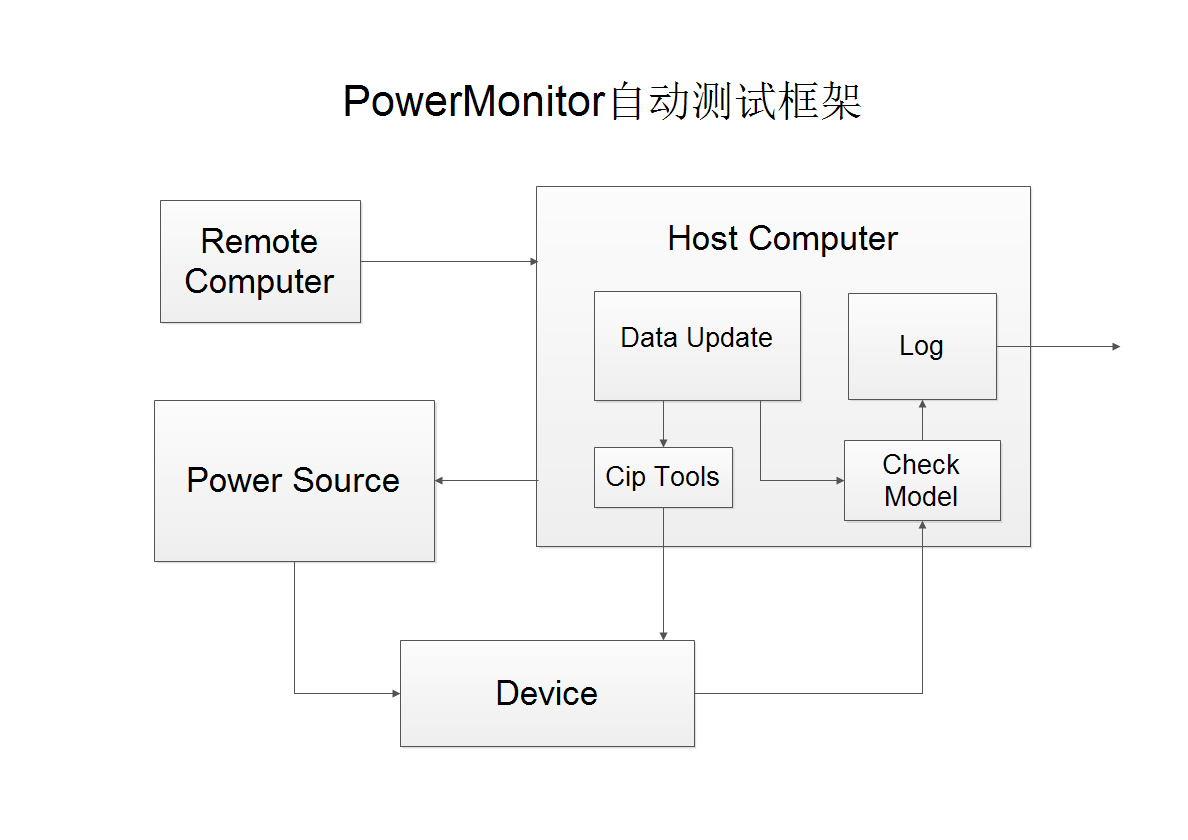 PowerMonitor自动测试框架
Remote
Computer
Host Computer
Data Update
Log
Power Source
Cip Tools
Check
Model
Device